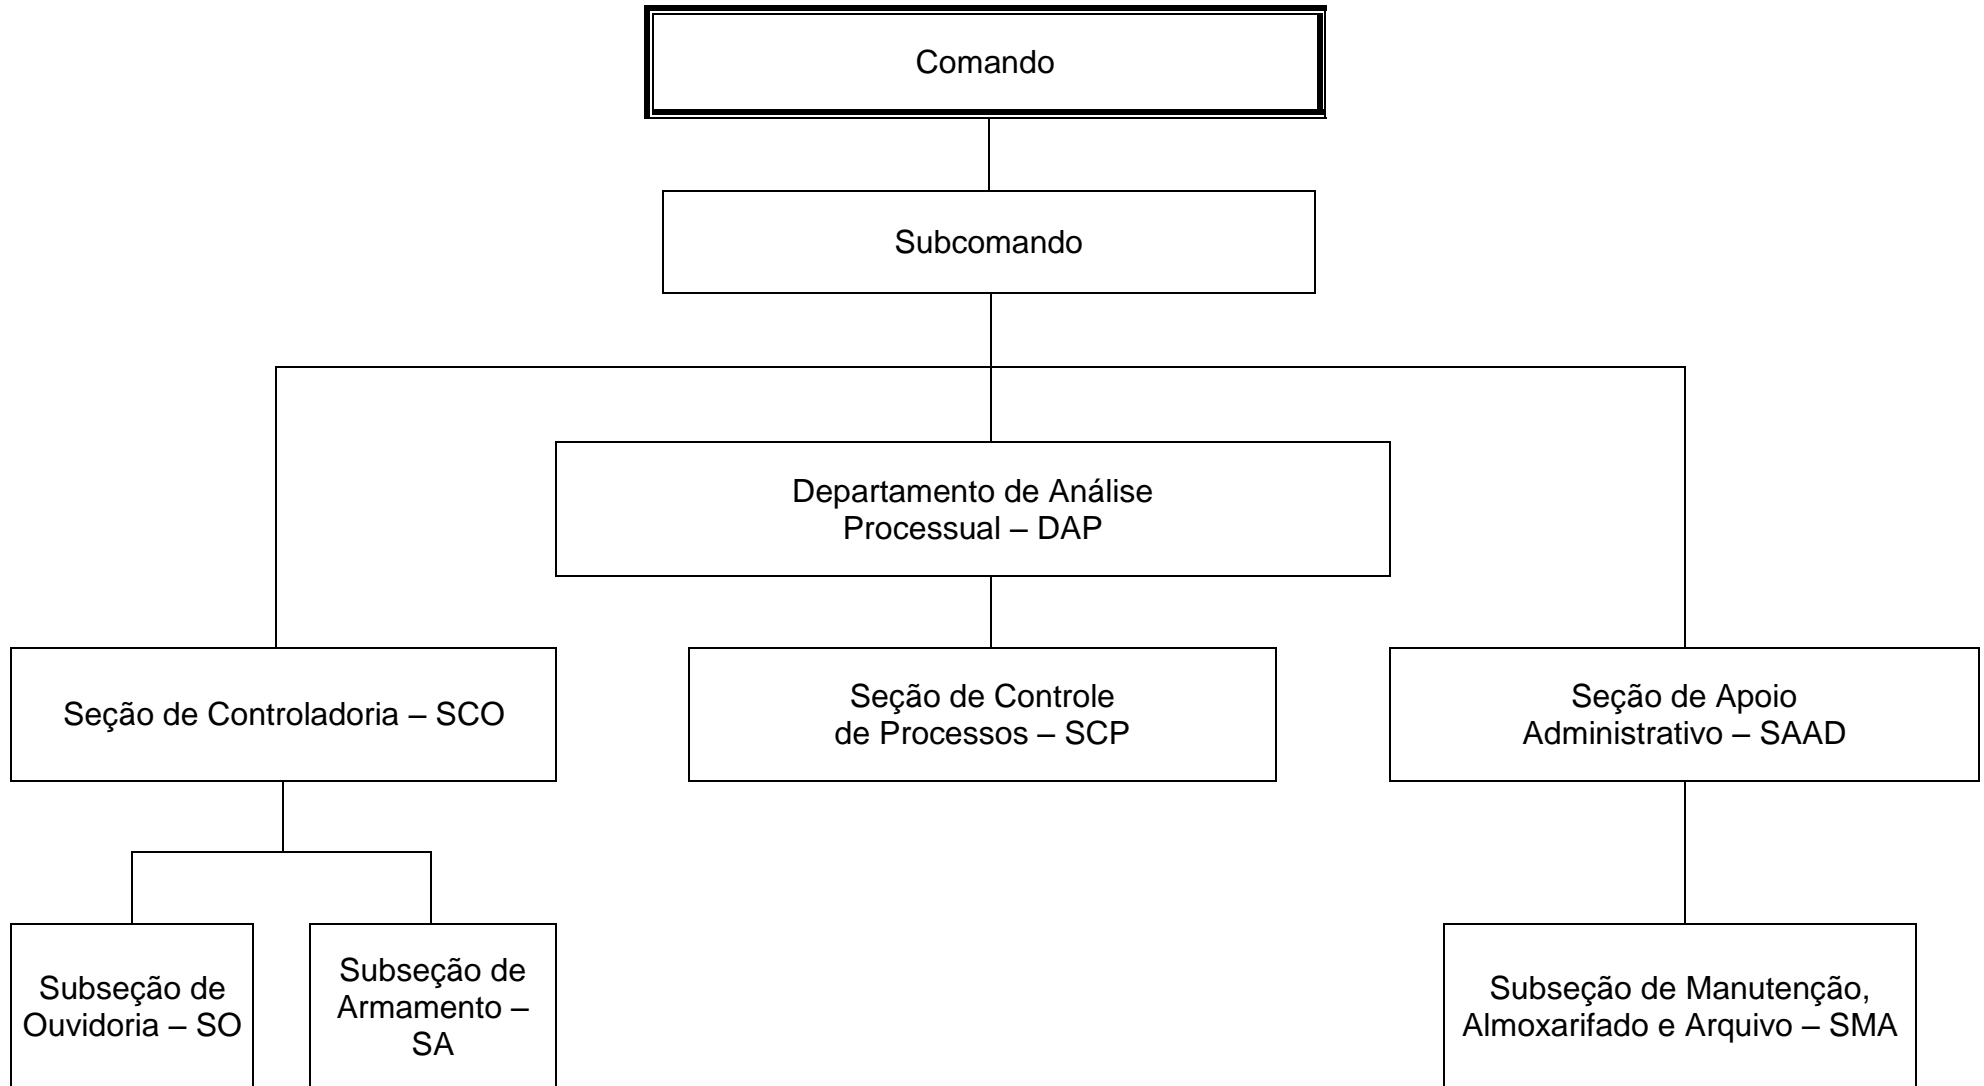 Comando
Subcomando
Departamento de Análise
Processual – DAP
Seção de Controladoria – SCO
Seção de Controle
de Processos – SCP
Seção de Apoio
Administrativo – SAAD
Subseção de
Ouvidoria – SO
Subseção de
Armamento –
SA
Subseção de Manutenção,
Almoxarifado e Arquivo – SMA